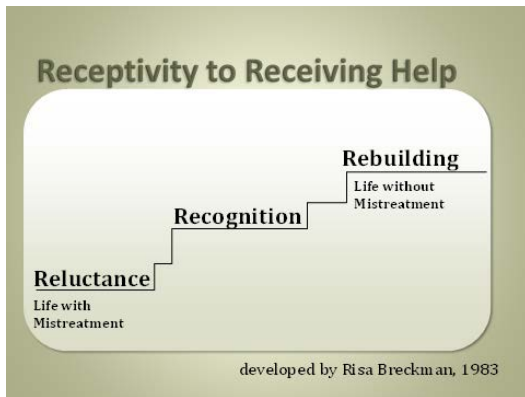 Receptivity to Receiving Help
Rebuilding
Life without
Mistreatment
Recognition
Reluctance
Life with
Mistreatment
developed by Risa Breckman, 1983